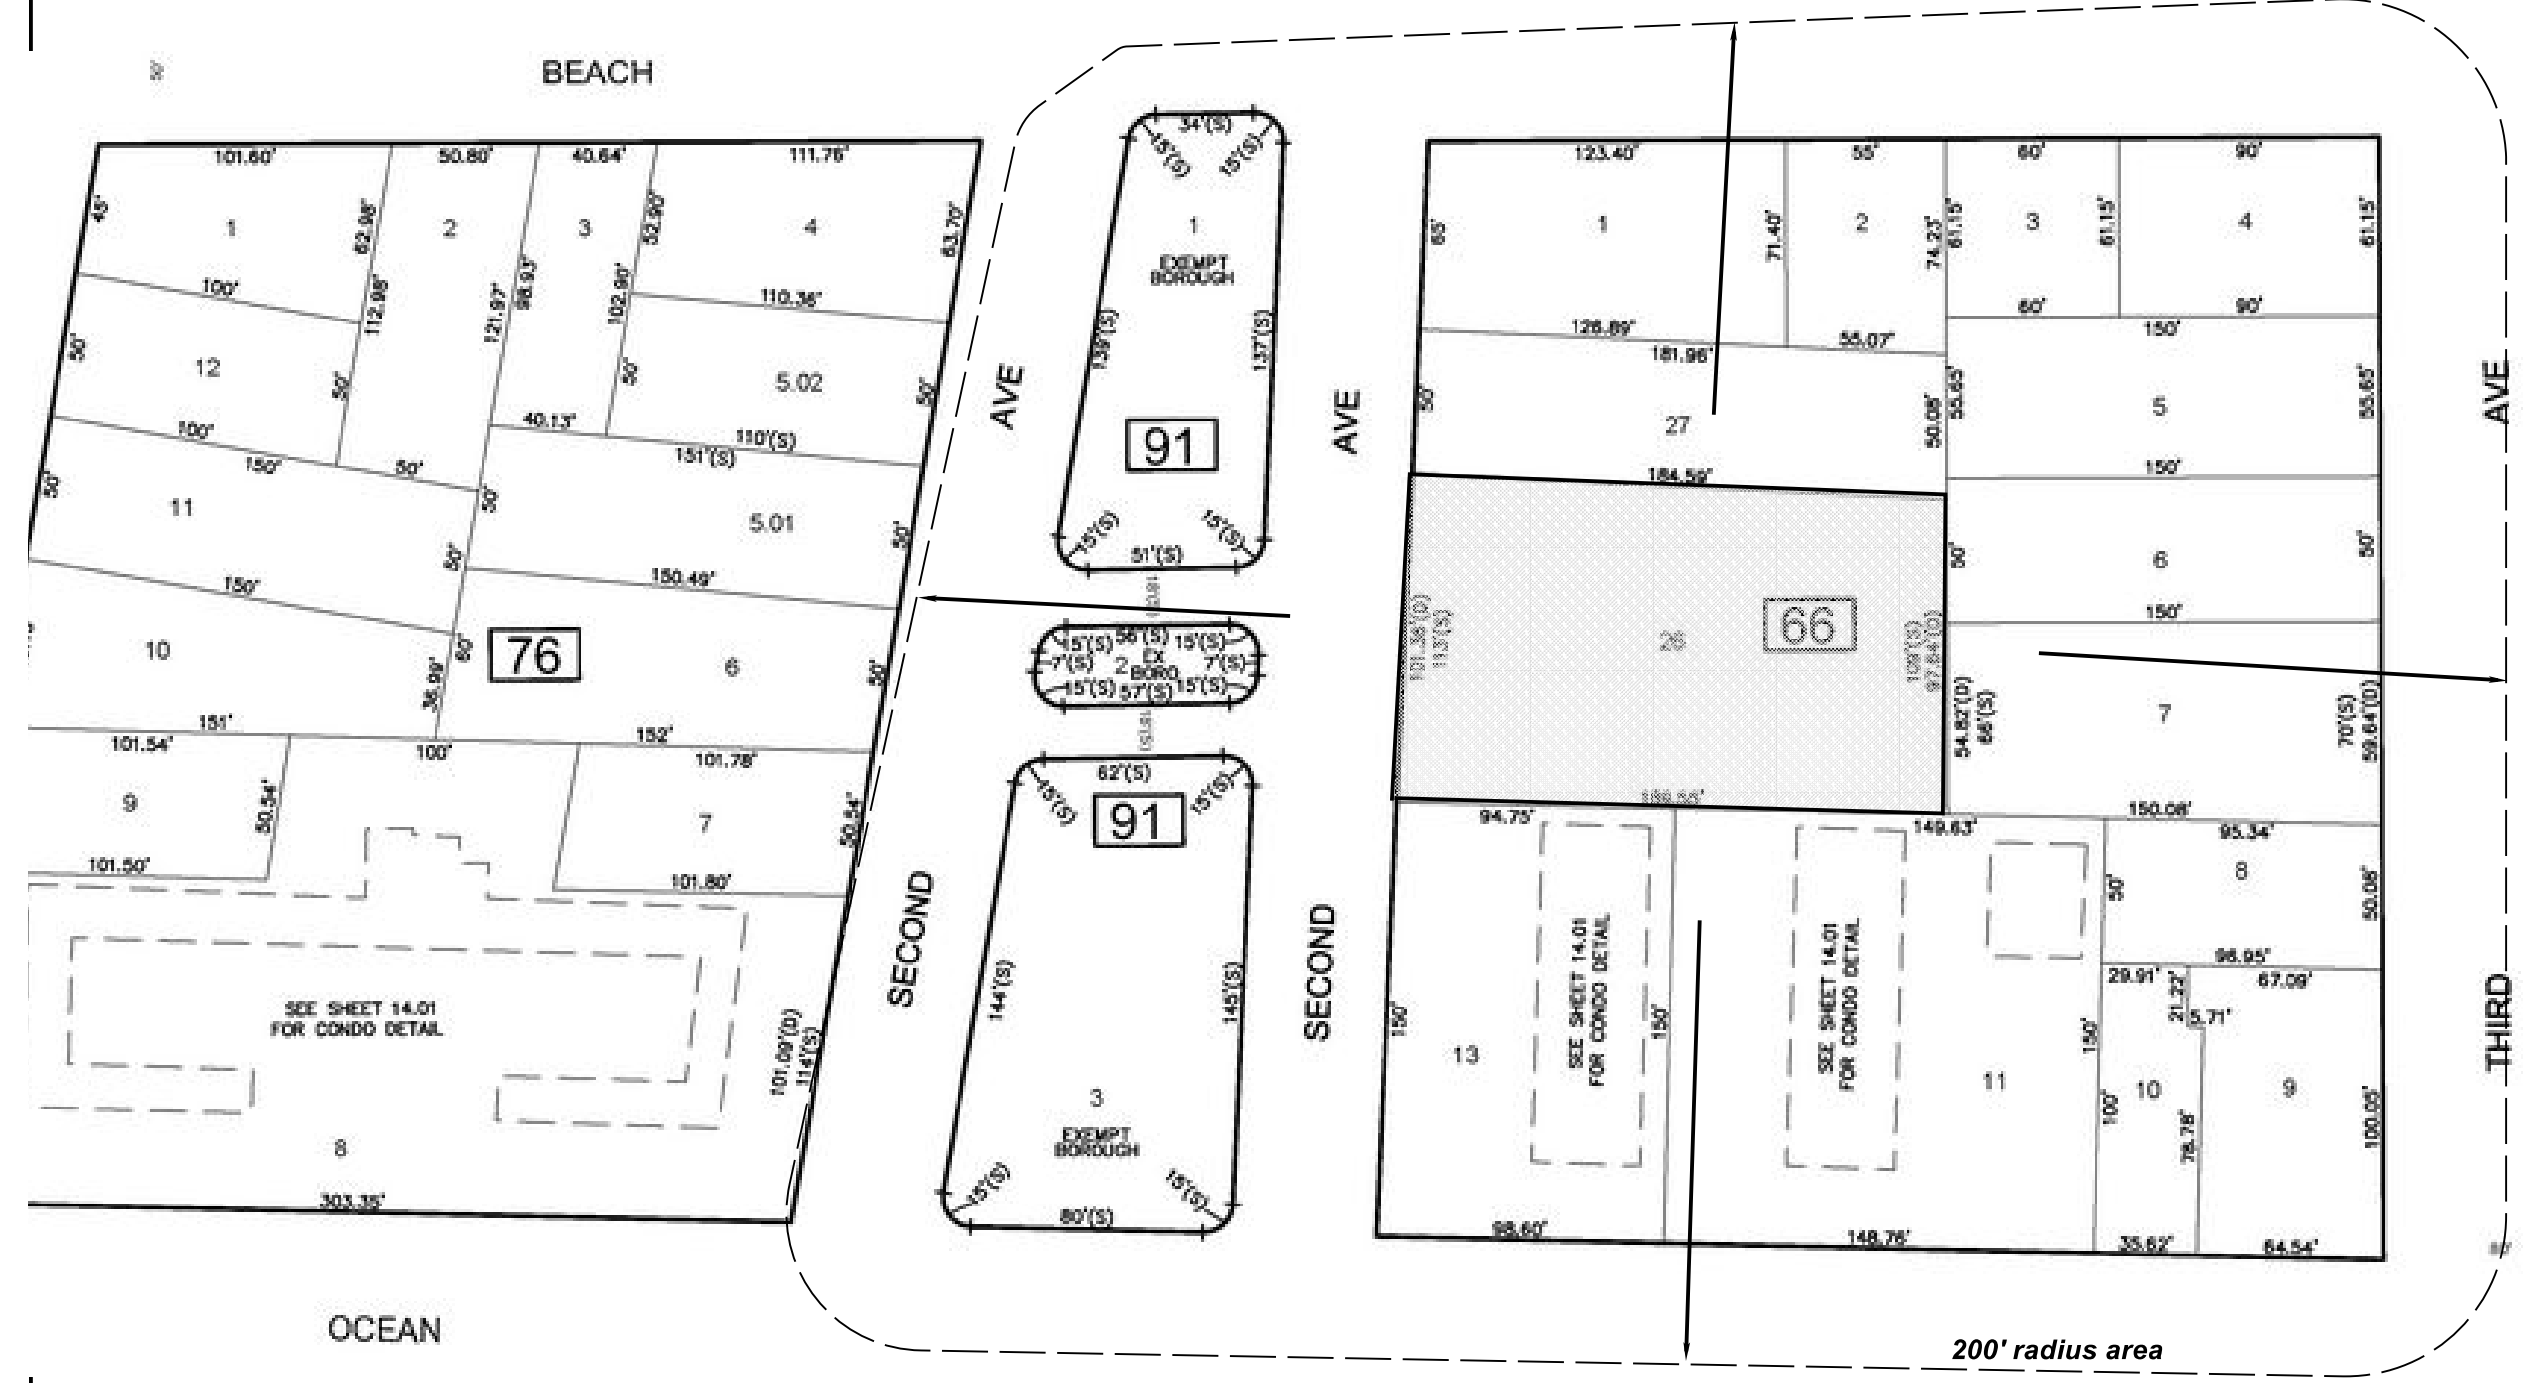 50'
BEACH
101.60'
50.80'
40.64'
111.76'
45'
1
62.98'
2
3
52.90'
4
63.70'
100'
112.98'
121.97'
98.93'
102.90'
110.36'
50'
12
50'
50'
5.02
50'
100'
150'
50'
40.13'
110'(S)
151'(S)
50'
11
50'
50'
5.01
50'
150'
150.49'
10
60'
36.99'
76
6
50'
151'
152'
101.54'
100'
101.78'
9
50.54'
7
50.54'
101.50'
101.80'
SEE SHEET 14.01
FOR CONDO DETAIL
101.09'(D)
114'(S)
8
303.35'
OCEAN
AVE
SECOND
34'(S)
15'(S)
15'(S)
1
EXEMPT
BOROUGH
139'(S)
137'(S)
91
15'(S)
15'(S)
51'(S)
56'(S)
15'(S)
15'(S)
7'(S)
2
EX
BORO
7'(S)
15'(S)
57'(S)
15'(S)
62'(S)
15'(S)
15'(S)
91
144'(S)
145'(S)
3
EXEMPT
BOROUGH
15'(S)
15'(S)
80'(S)
AVE
SECOND
123.40'
55'
60'
90'
65'
1
71.40'
2
74.23'
61.15'
3
61.15'
4
61.15'
126.89'
55.07'
60'
90'
181.96'
150'
50'
27
50.08'
55.65'
5
55.65'
184.59'
150'
50'
6
50'
101.38'(D)
113'(S)
26
66
109'(S)
97.84'(D)
150'
54.82'(D)
66'(S)
7
70'(S)
59.64'(D)
94.75'
149.63'
150.08'
95.34'
8
50'
50.08'
96.95'
29.91'
21.22'
67.09'
5.71'
150'
13
SEE SHEET 14.01
FOR CONDO DETAIL
150'
SEE SHEET 14.01
FOR CONDO DETAIL
11
150'
100'
10
78.78'
9
100.05'
98.60'
148.76'
35.62'
64.54'
AVE
THIRD
200' radius area